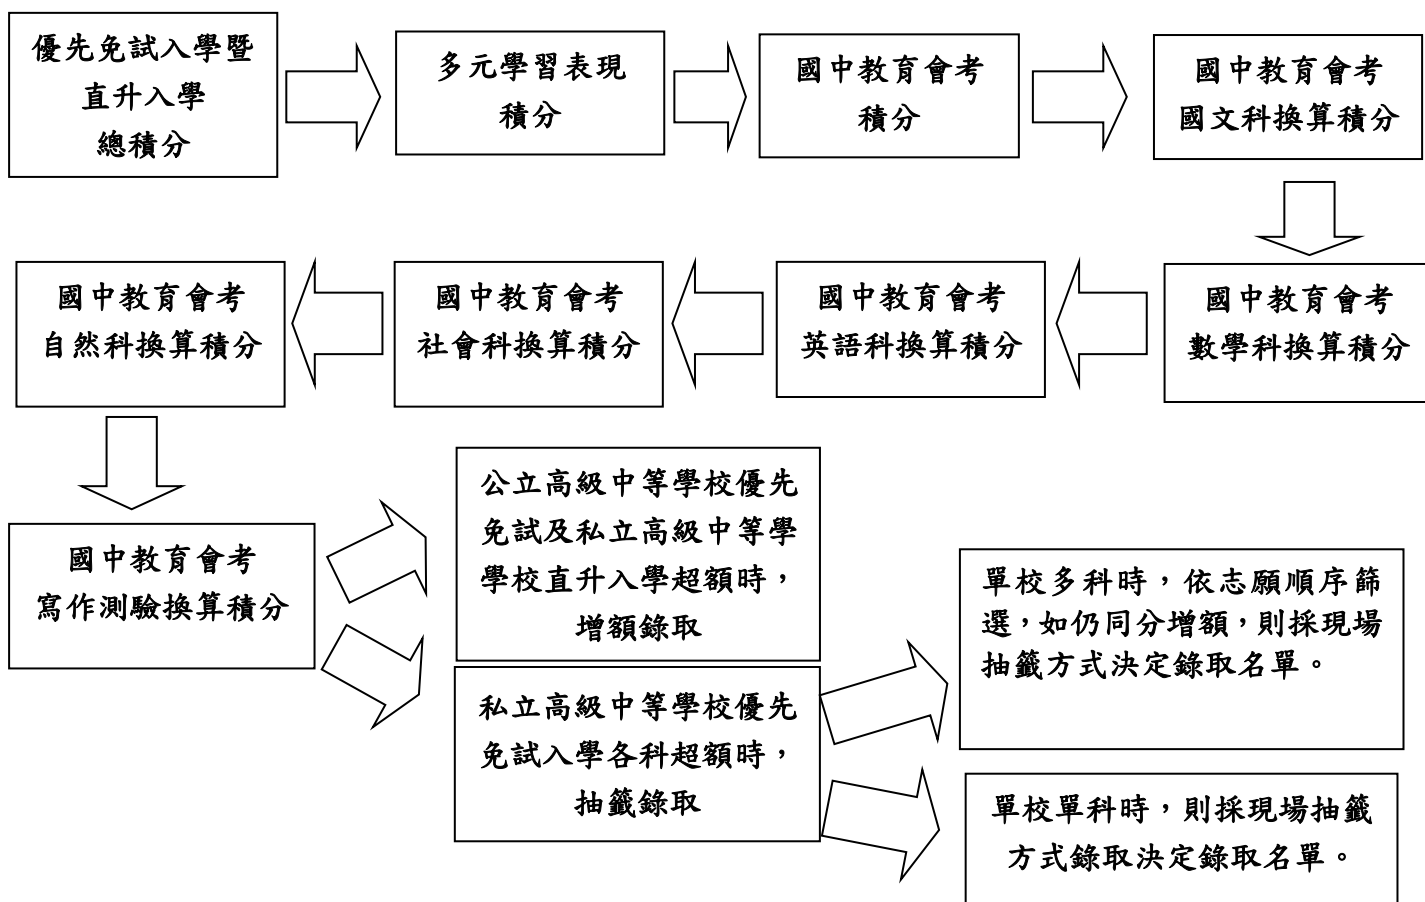 優先免試入學暨
直升入學
總積分
多元學習表現
積分
國中教育會考
積分
國中教育會考
國文科換算積分
國中教育會考
數學科換算積分
國中教育會考
英語科換算積分
國中教育會考
社會科換算積分
國中教育會考
自然科換算積分
國中教育會考
寫作測驗換算積分
公立高級中等學校優先
免試及私立高級中等學
學校直升入學超額時，
增額錄取
私立高級中等學校優先
免試入學各科超額時，
抽籤錄取
單校多科時，依志願順序篩
選，如仍同分增額，則採現場
抽籤方式決定錄取名單。
單校單科時，則採現場抽籤
方式錄取決定錄取名單。